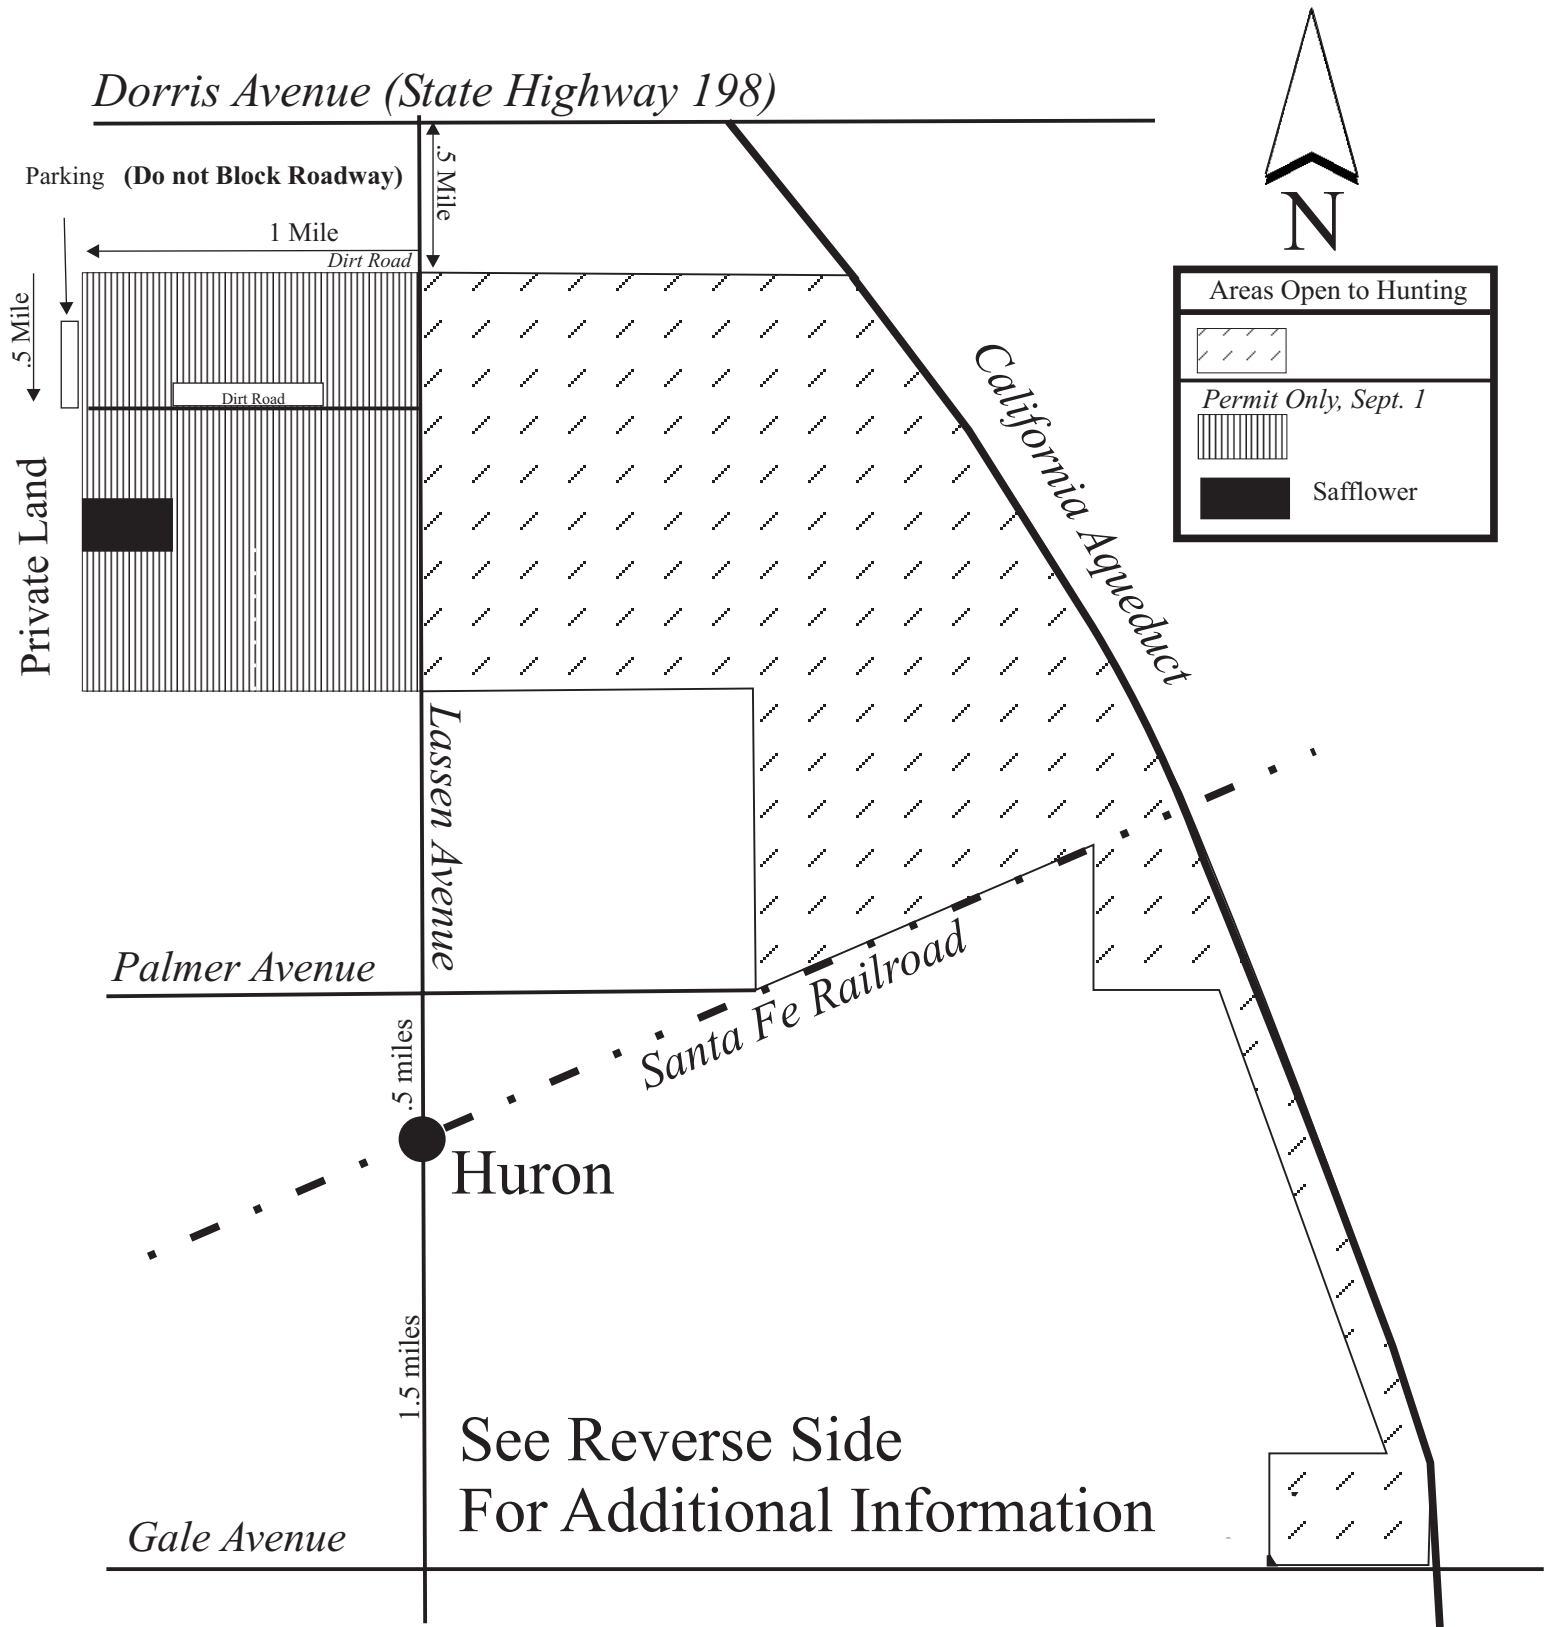 Dorris Avenue (State Highway 198)
Parking (Do not Block Roadway)
.5 Mile
1 Mile
Dirt Road
.5 Mile
Dirt Road
Private Land
N
Areas Open to Hunting
Permit Only, Sept. 1
Safflower
California Aqueduct
Lassen Avenue
Palmer Avenue
Santa Fe Railroad
.5 miles
Huron
1.5 miles
See Reverse Side
For Additional Information
Gale Avenue